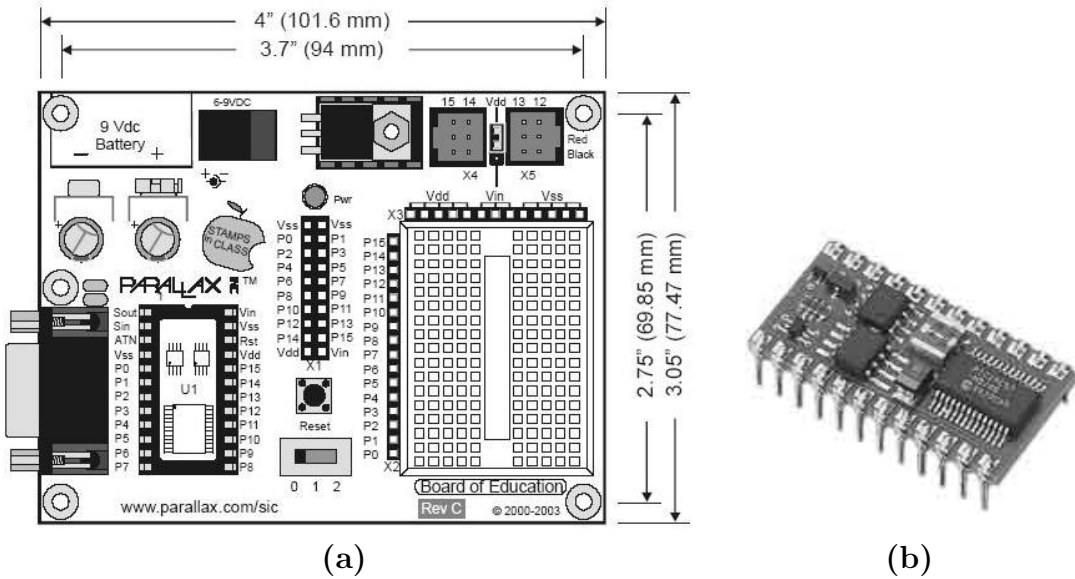 4” (101.6 mm)
3.7” (94 mm)
9 Vdc
Battery
− +
6-9VDC
15 14 Vdd 13 12
Red
Black
X4 X5
+ −
Pwr
Vdd Vin Vss
X3
+ +
STAMPS
in CLASS
TM
PARALLAX
1
Vss Vss
P0 P1
P2 P3
P4 P5
P6 P7
P8 P9
P10 P11
P12 P13
P14 P15
Vdd Vin
X1
P15
P14
P13
P12
P11
P10
P9
P8
P7
P6
P5
P4
P3
P2
P1
P0
X2
Sout Vin
Sin Vss
ATN Rst
Vss Vdd
P0 P15
P1 P14
P2 P13
P3 P12
P4 P11
P5 P10
P6 P9
P7 P8
U1
Reset
0 1 2
www.parallax.com/sic
Board of Education
Rev C
© 2000-2003
2.75” (69.85 mm)
3.05” (77.47 mm)
(a)
(b)